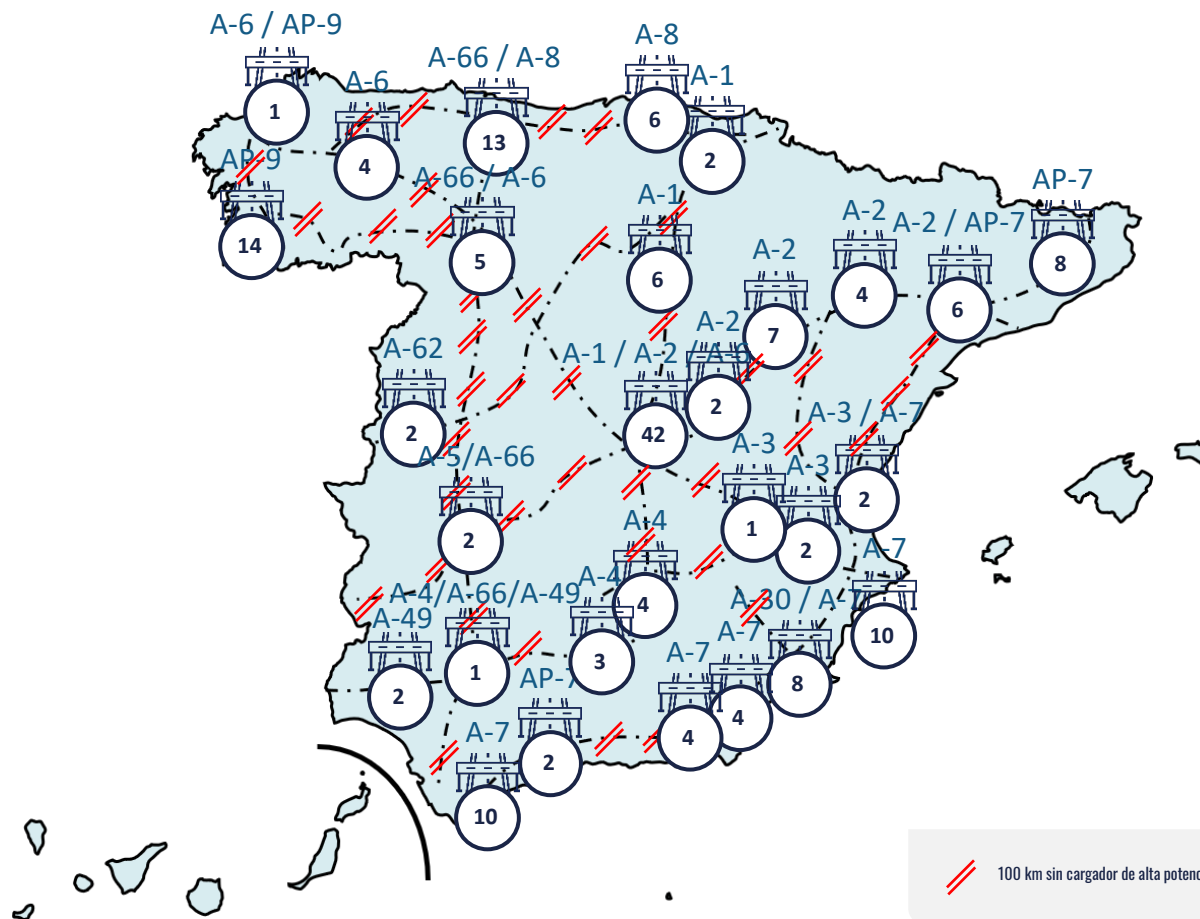 A-6 / AP-9
A-66 / A-8
A-8
A-6
A-1
1
13
6
4
2
AP-9
A-66 / A-6
A-1
AP-7
A-2
A-2 / AP-7
14
5
6
A-2
4
6
8
7
A-62
A-1 / A-2 / A-6
A-2
2
42
2
A-3 / A-7
A-5/A-66
A-3
A-3
2
2
1
2
A-4
A-7
A-4/A-66/A-49
A-4
4
A-30 / A-7
10
A-49
A-7
2
1
3
A-7
8
AP-7
4
A-7
2
4
10
100 km sin cargador de alta